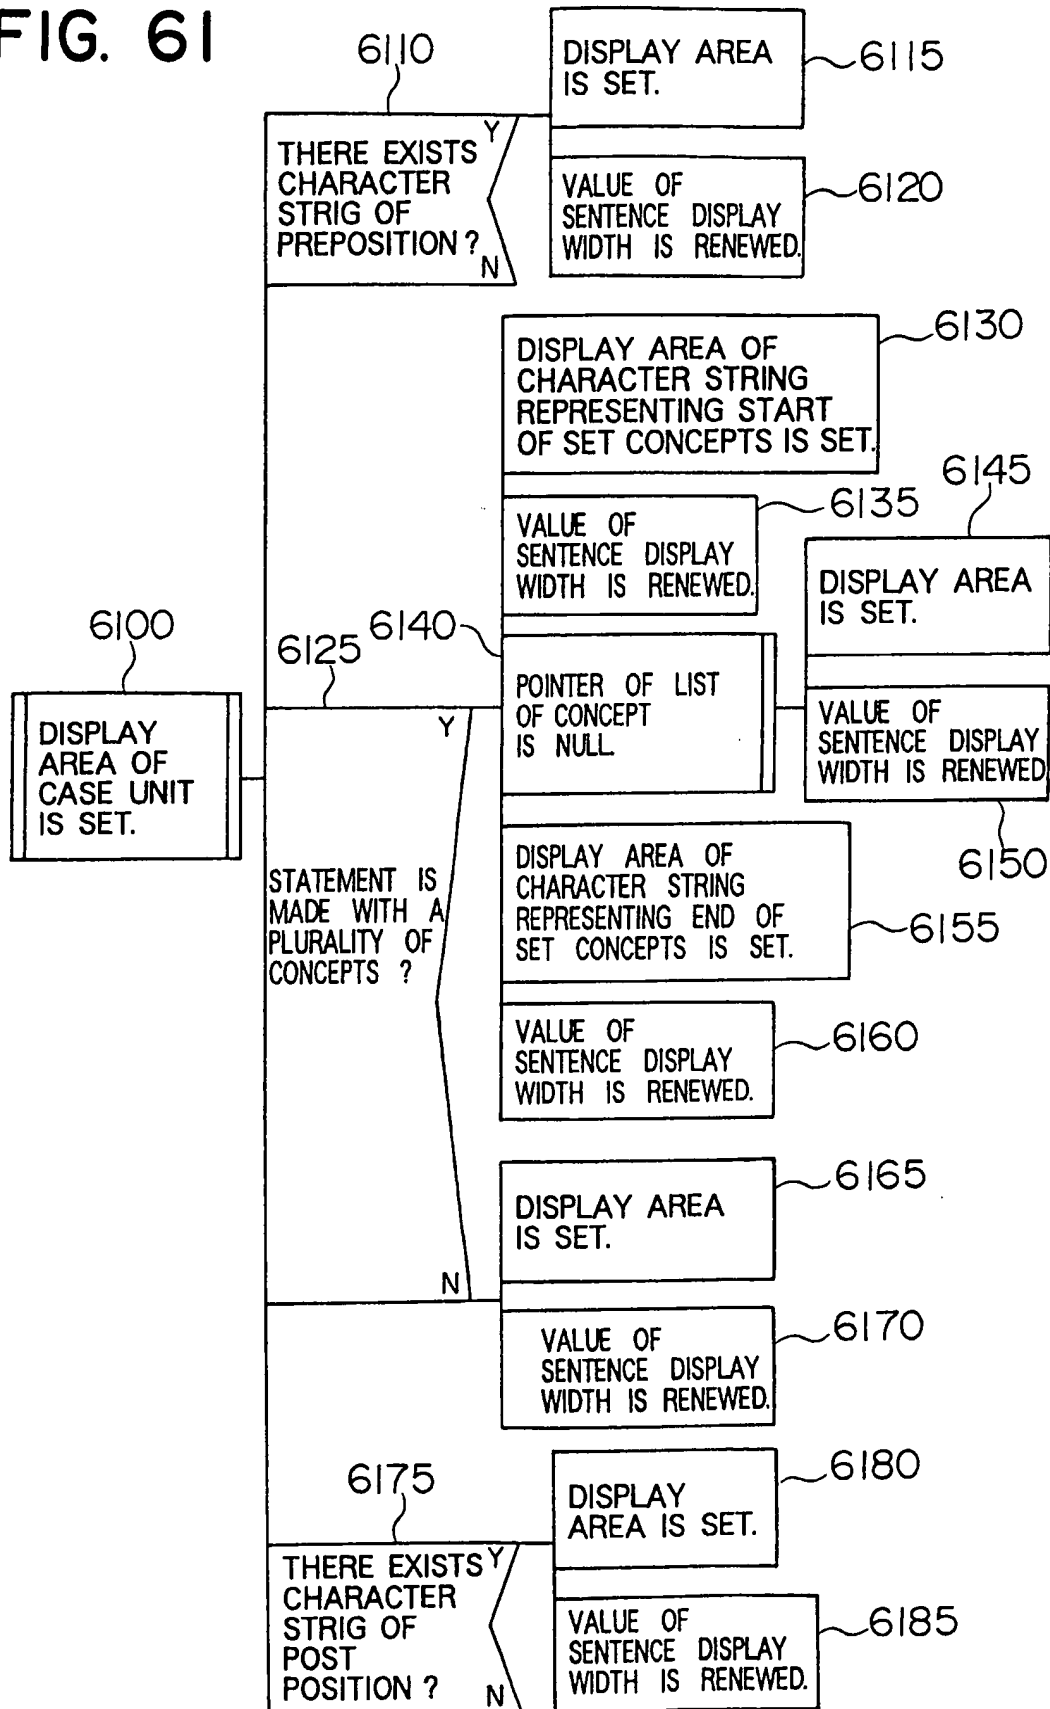 FIG. 61
6110
DISPLAY AREA
IS SET.
6115
Y
THERE EXISTS
CHARACTER
STRIG OF
PREPOSITION ?
N
VALUE OF
SENTENCE DISPLAY
WIDTH IS RENEWED.
6120
DISPLAY AREA OF
CHARACTER STRING
REPRESENTING START
OF SET CONCEPTS IS SET.
6130
VALUE OF
SENTENCE DISPLAY
WIDTH IS RENEWED.
6135
6145
DISPLAY AREA
IS SET.
6100
DISPLAY
AREA OF
CASE UNIT
IS SET.
6125
6140
POINTER OF LIST
OF CONCEPT
IS NULL.
VALUE OF
SENTENCE DISPLAY
WIDTH IS RENEWED
6150
Y
STATEMENT IS
MADE WITH A
PLURALITY OF
CONCEPTS ?
N
DISPLAY AREA OF
CHARACTER STRING
REPRESENTING END OF
SET CONCEPTS IS SET.
6155
VALUE OF
SENTENCE DISPLAY
WIDTH IS RENEWED.
6160
DISPLAY AREA
IS SET.
6165
VALUE OF
SENTENCE DISPLAY
WIDTH IS RENEWED.
6170
6175
DISPLAY
AREA IS SET.
6180
Y
THERE EXISTS
CHARACTER
STRIG OF
POST
POSITION ?
N
VALUE OF
SENTENCE DISPLAY
WIDTH IS RENEWED.
6185